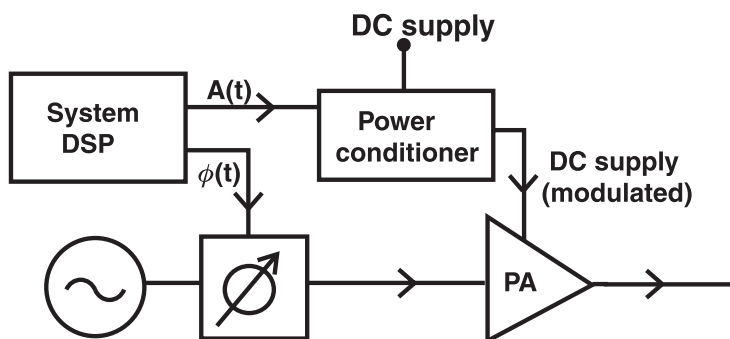 DC supply
System
DSP
A(t)
Power
conditioner
ϕ(t)
DC supply
(modulated)
PA